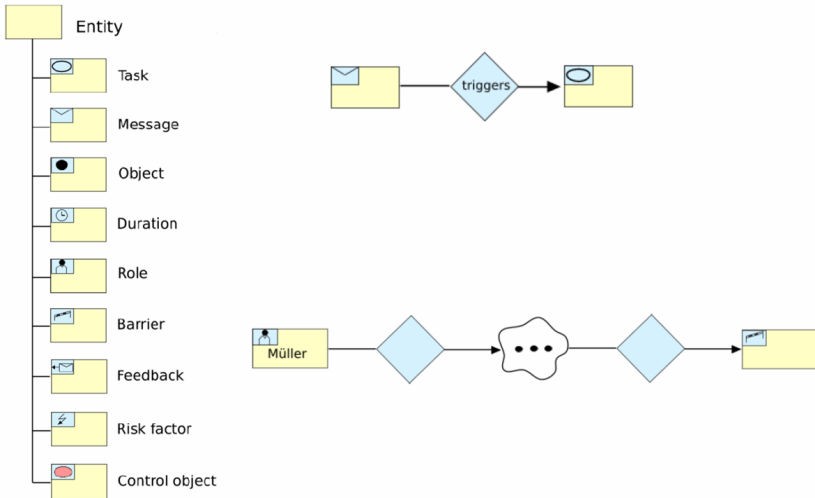 Entity
Task
Message
Object
Duration
Role
Barrier
Feedback
Risk factor
Control object
triggers
Müller